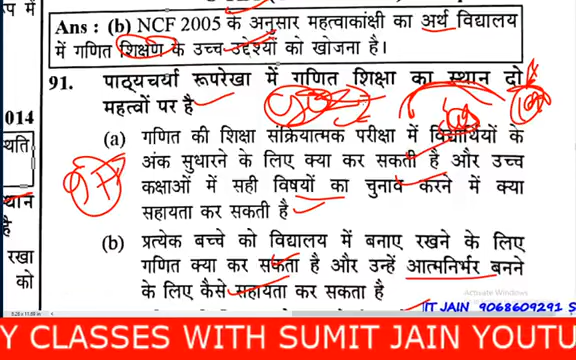 Ans : (b) NCF 2005 के अनुसार महत्वाकांक्षी का अर्थ विद्यालय
में गणित शिक्षण के उच्च उद्देश्यों को खोजना है।
91. पाठ्यचर्या रूपरेखा में गणित शिक्षा का स्थान दो
महत्वों पर है
014
(a) गणित की शिक्षा संक्रियात्मक परीक्षा में विद्यार्थियों के
अंक सुधारने के लिए क्या कर सकती है और उच्च
कक्षाओं में सही विषयों का चुनाव करने में क्या
सहायता कर सकती है
(b) प्रत्येक बच्चे को विद्यालय में बनाए रखने के लिए
गणित क्या कर सकता है और उन्हें आत्मनिर्भर बनने
के लिए कैसे सहायता कर सकता है
स्थिति
स्थान
है
रखा
को
Activate Windows
IT JAIN 9068609291 S
Y CLASSES WITH SUMIT JAIN YOUTU